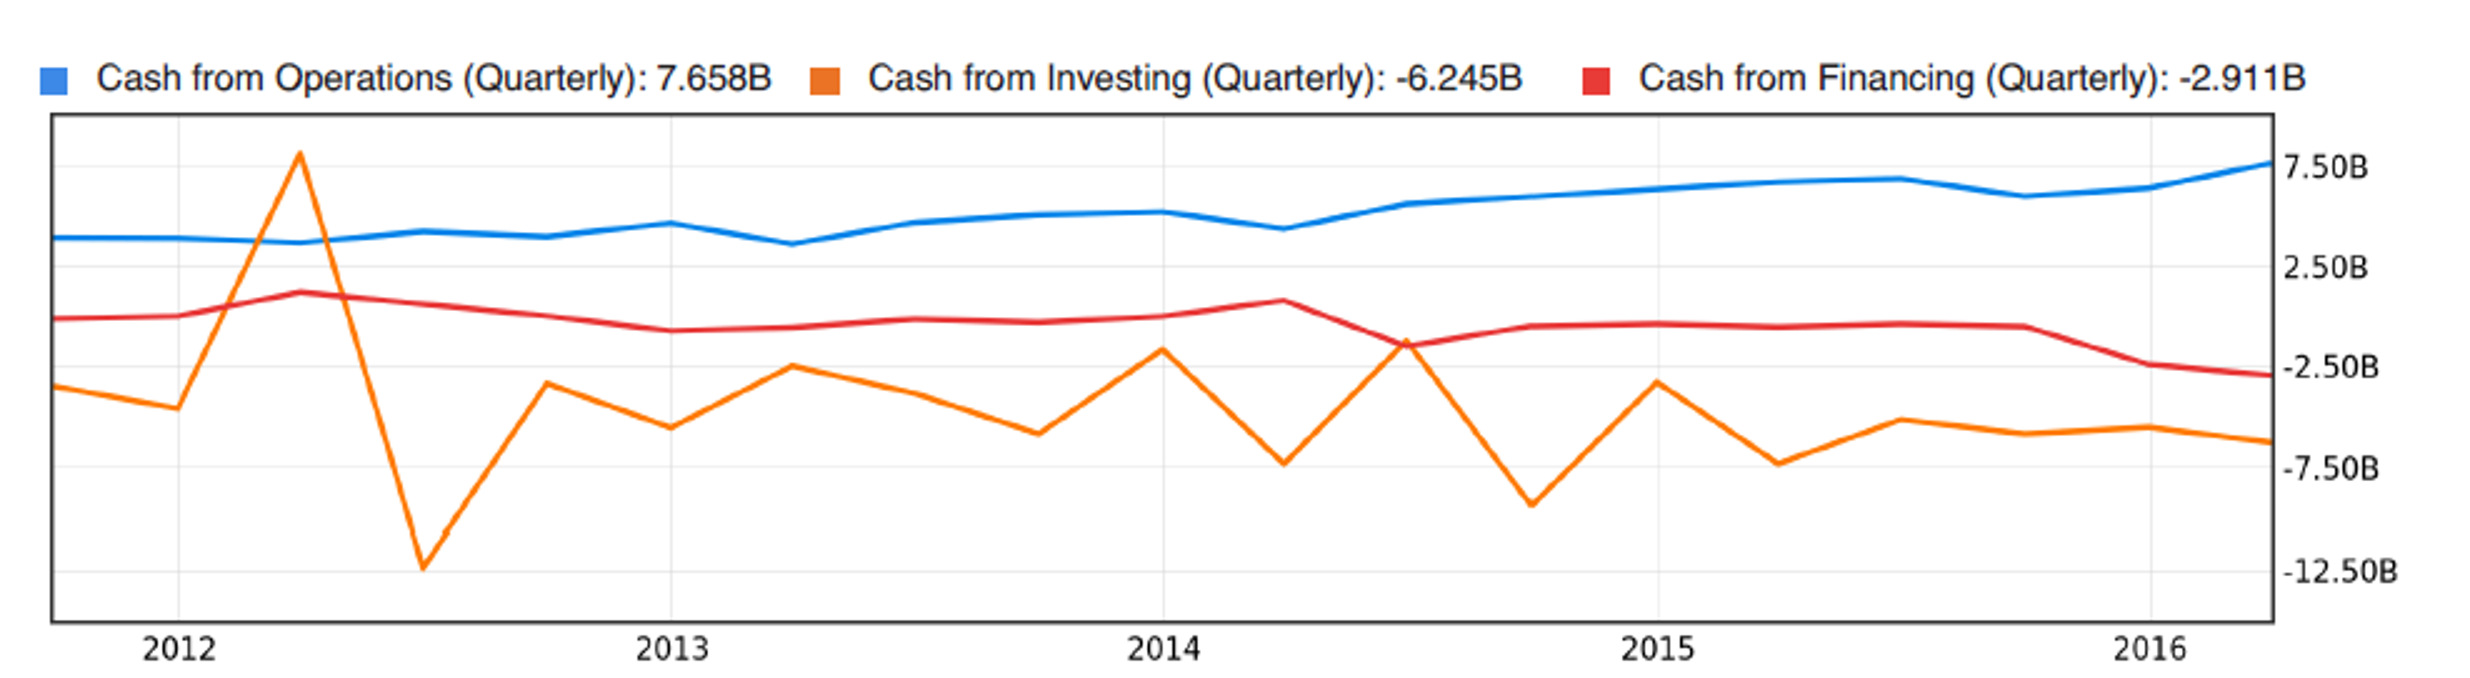 Cash from Operations (Quarterly): 7.658B Cash from Investing (Quarterly): -6.245B Cash from Financing (Quarterly): -2.911B
7.50B
2.50B
-2.50B
-7.50B
-12.50B
2012 2013 2014 2015 2016